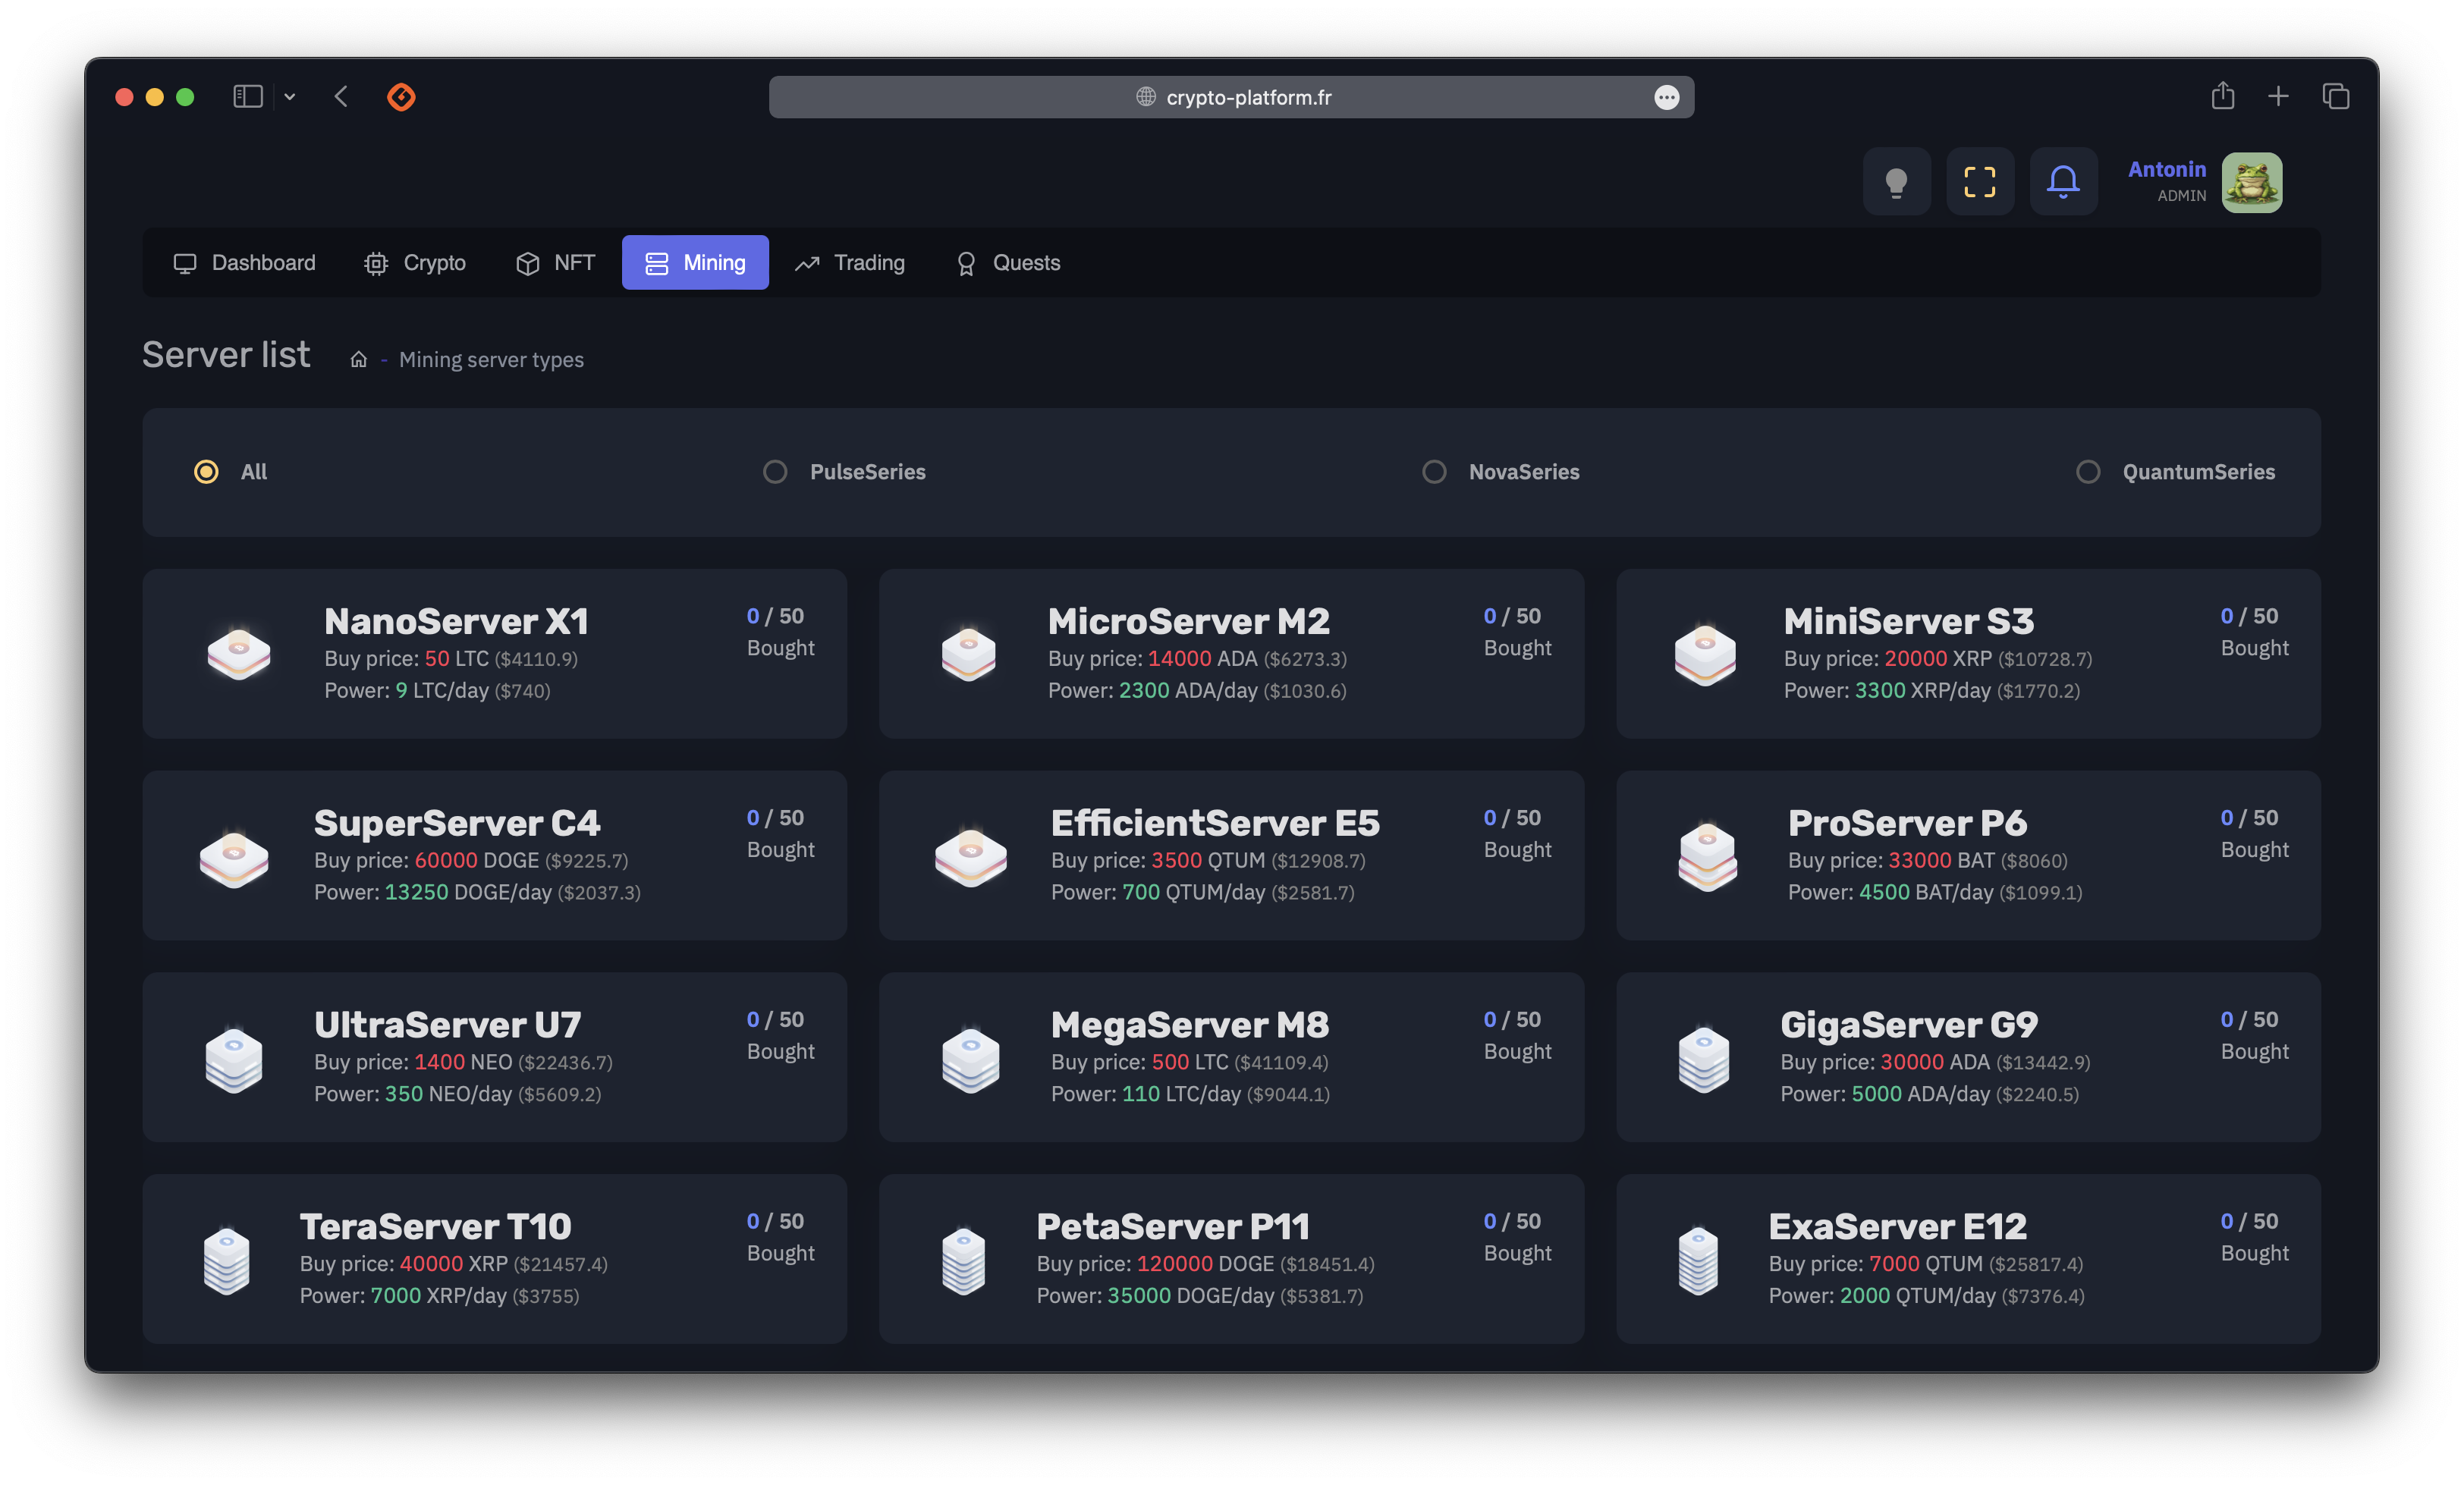 crypto-platform.fr
Antonin
ADMIN
Dashboard Crypto NFT Mining Trading Quests
Server list - Mining server types
All PulseSeries NovaSeries QuantumSeries
NanoServer X1
Buy price: 50 LTC ($4110.9)
Power: 9 LTC/day ($740)
0 / 50
Bought
MicroServer M2
Buy price: 14000 ADA ($6273.3)
Power: 2300 ADA/day ($1030.6)
0 / 50
Bought
MiniServer S3
Buy price: 20000 XRP ($10728.7)
Power: 3300 XRP/day ($1770.2)
0 / 50
Bought
SuperServer C4
Buy price: 60000 DOGE ($9225.7)
Power: 13250 DOGE/day ($2037.3)
0 / 50
Bought
EfficientServer E5
Buy price: 3500 QTUM ($12908.7)
Power: 700 QTUM/day ($2581.7)
0 / 50
Bought
ProServer P6
Buy price: 33000 BAT ($8060)
Power: 4500 BAT/day ($1099.1)
0 / 50
Bought
UltraServer U7
Buy price: 1400 NEO ($22436.7)
Power: 350 NEO/day ($5609.2)
0 / 50
Bought
MegaServer M8
Buy price: 500 LTC ($41109.4)
Power: 110 LTC/day ($9044.1)
0 / 50
Bought
GigaServer G9
Buy price: 30000 ADA ($13442.9)
Power: 5000 ADA/day ($2240.5)
0 / 50
Bought
TeraServer T10
Buy price: 40000 XRP ($21457.4)
Power: 7000 XRP/day ($3755)
0 / 50
Bought
PetaServer P11
Buy price: 120000 DOGE ($18451.4)
Power: 35000 DOGE/day ($5381.7)
0 / 50
Bought
ExaServer E12
Buy price: 7000 QTUM ($25817.4)
Power: 2000 QTUM/day ($7376.4)
0 / 50
Bought